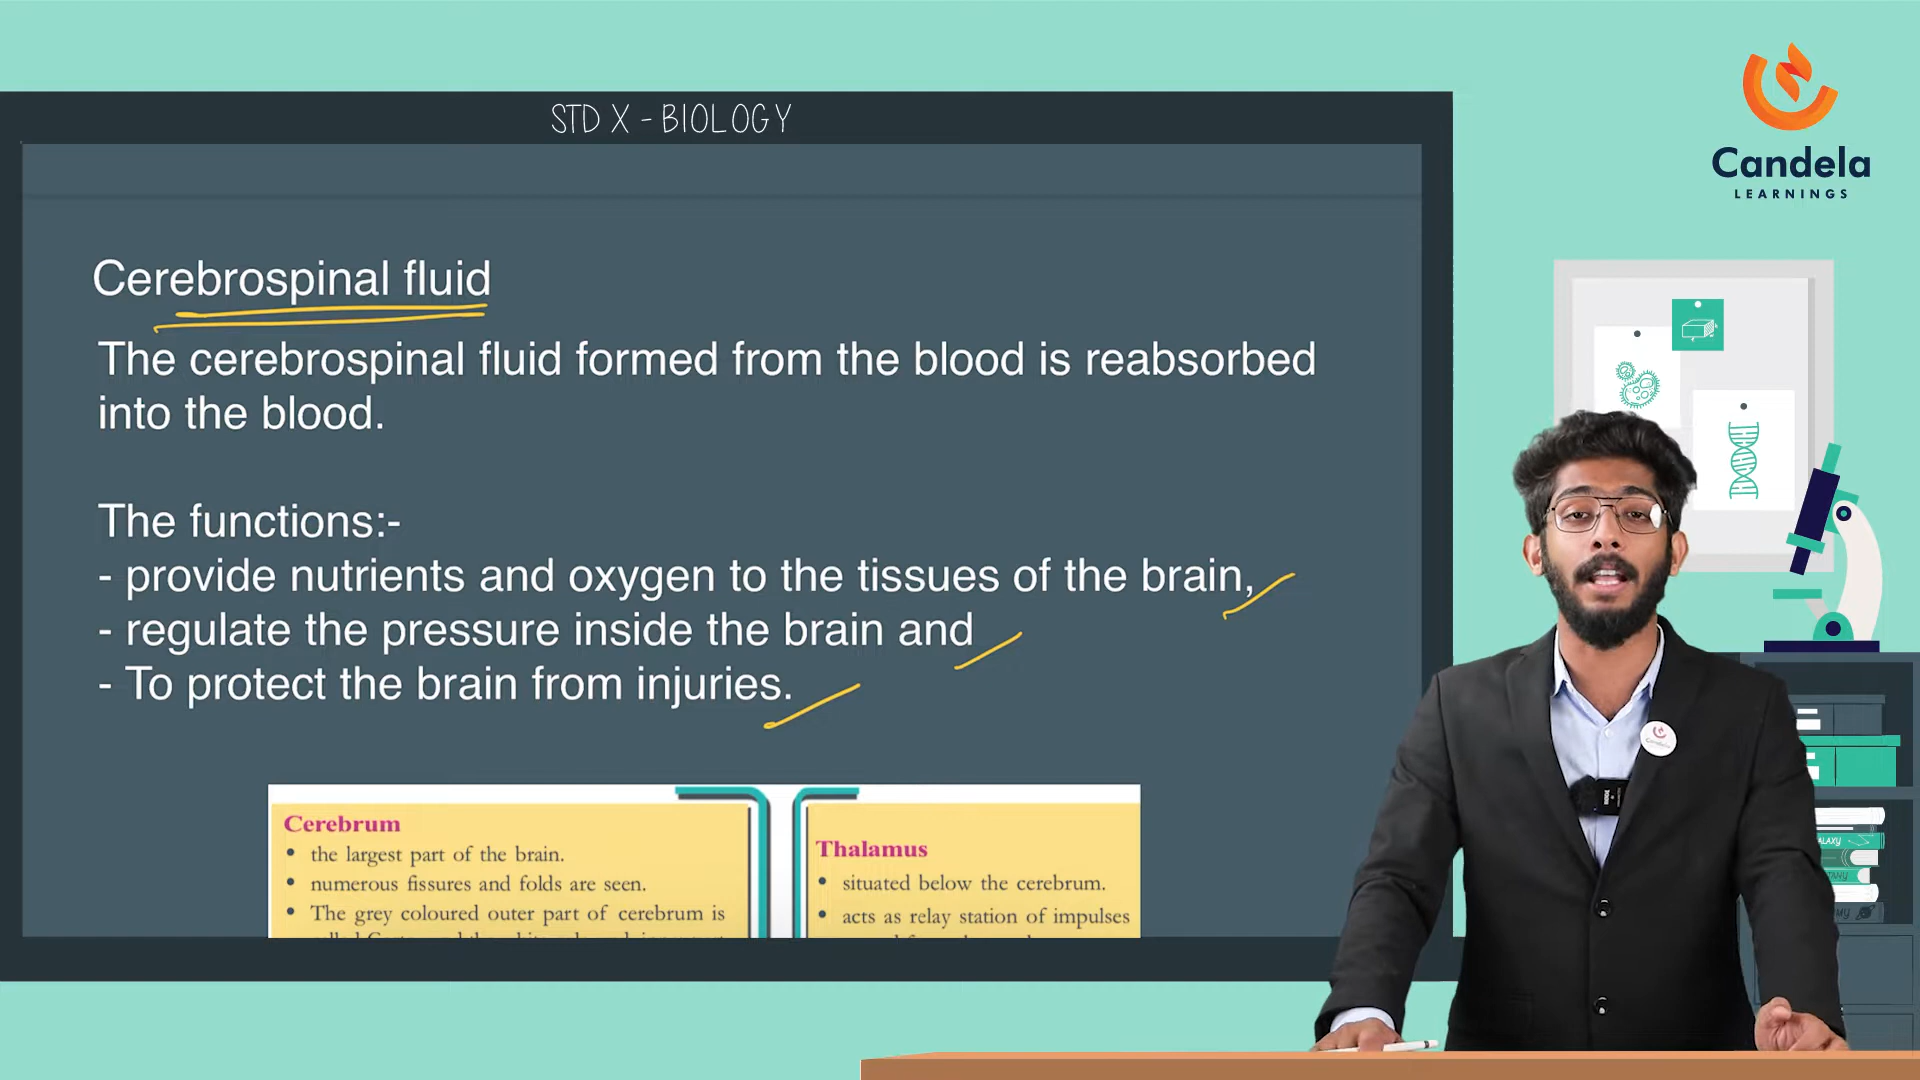 STD X - BIOLOGY
Candela
LEARNINGS
Cerebrospinal fluid
The cerebrospinal fluid formed from the blood is reabsorbed
into the blood.
The functions:-
- provide nutrients and oxygen to the tissues of the brain,
- regulate the pressure inside the brain and
- To protect the brain from injuries.
Cerebrum
• the largest part of the brain.
• numerous fissures and folds are seen.
• The grey coloured outer part of cerebrum is
Thalamus
• situated below the cerebrum.
• acts as relay station of impulses
Candela